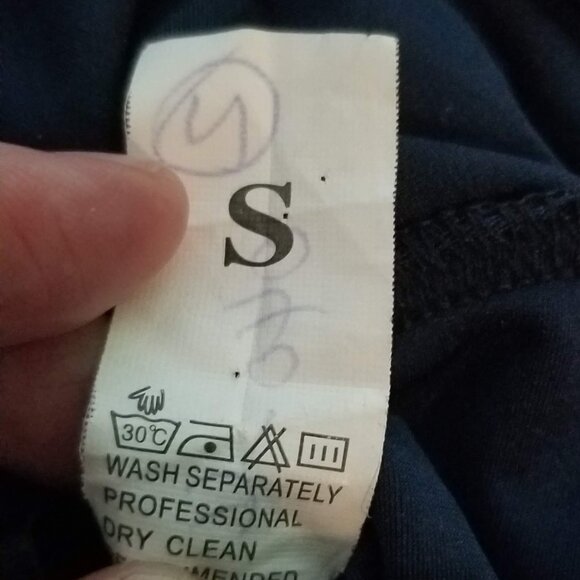 S
30°C
WASH SEPARATELY
PROFESSIONAL
DRY CLEAN